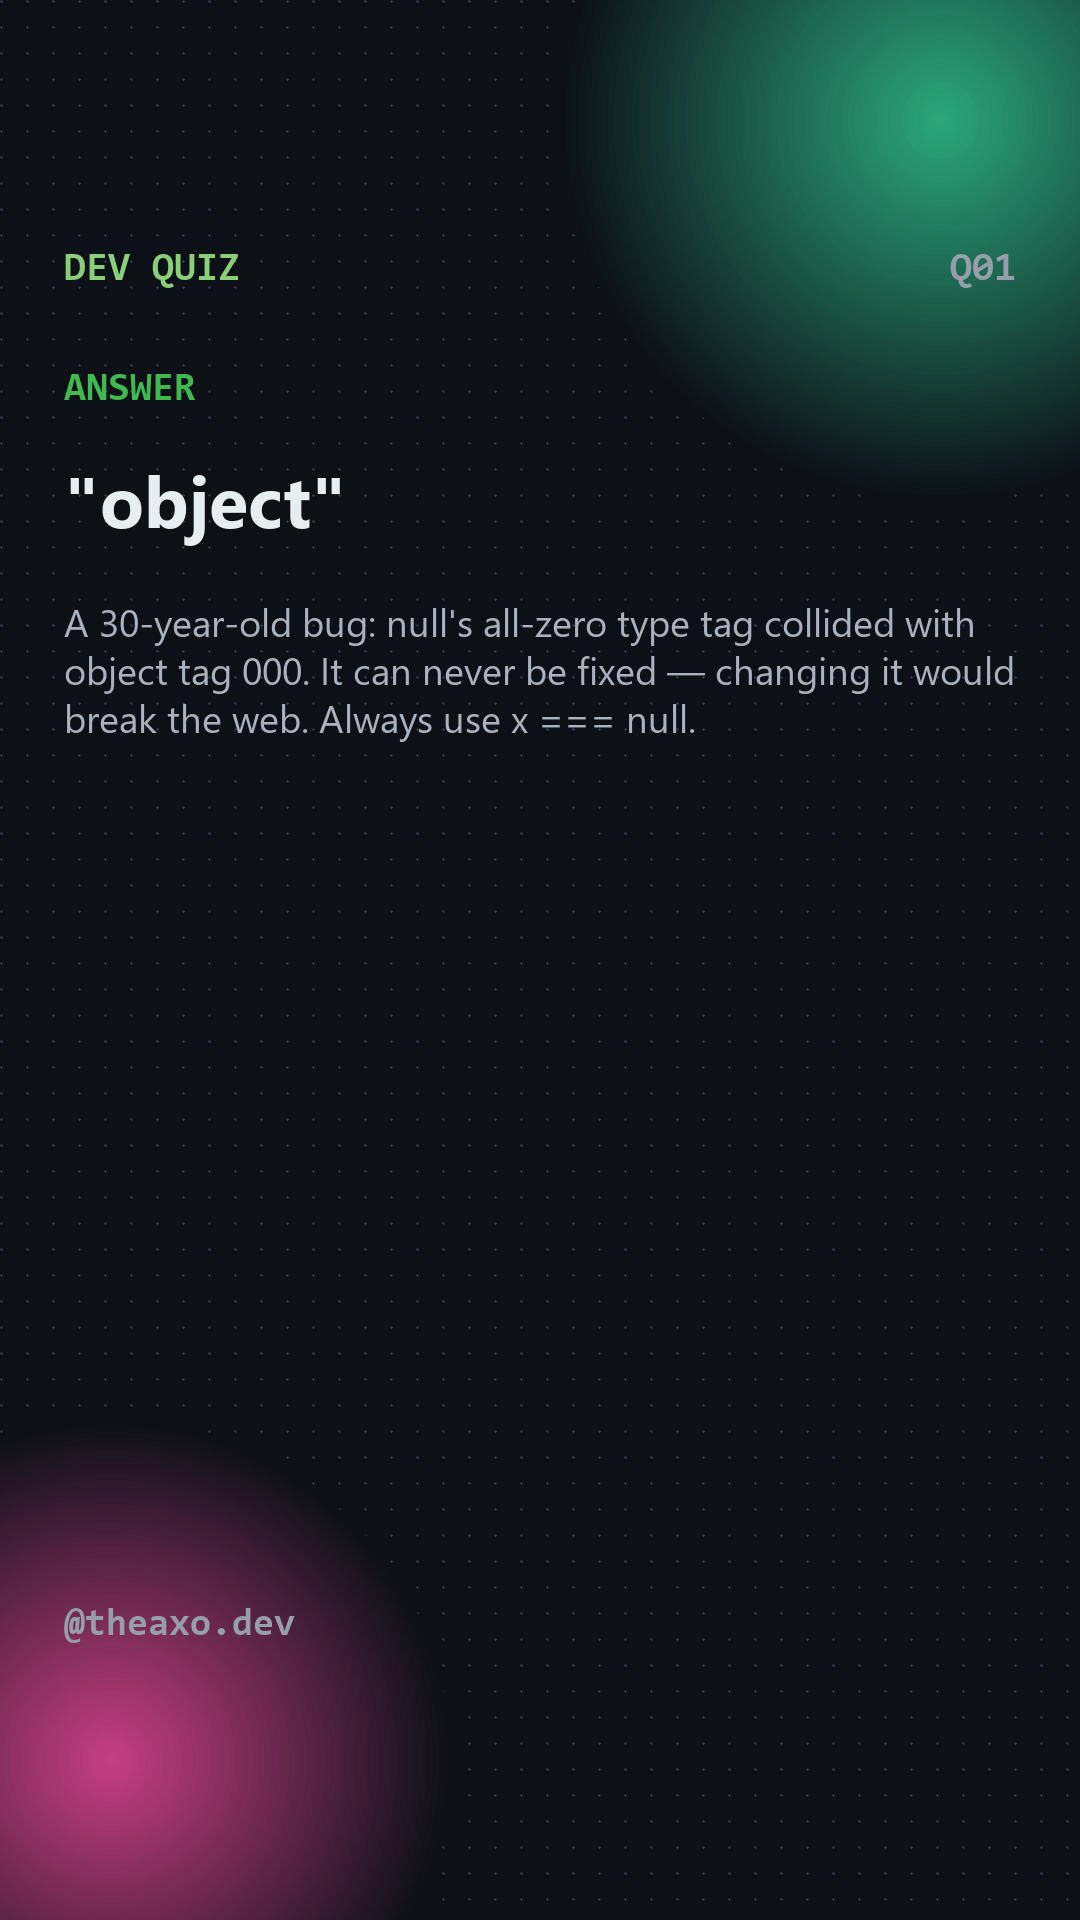 DEV QUIZ
Q01
ANSWER
"object"
A 30-year-old bug: null's all-zero type tag collided with
object tag 000. It can never be fixed — changing it would
break the web. Always use x === null.
@theaxo.dev